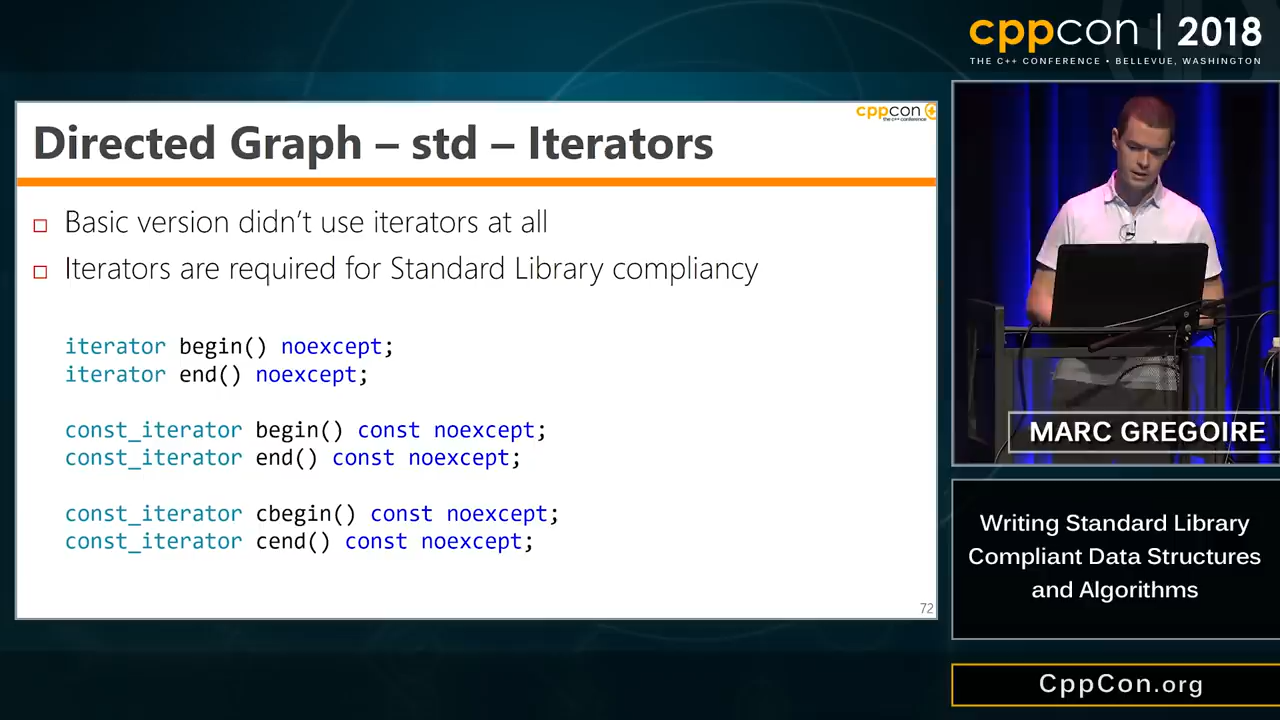 cppcon | 2018
THE C++ CONFERENCE • BELLEVUE, WASHINGTON
cppcon
the c++ conference
Directed Graph – std – Iterators
Basic version didn't use iterators at all
Iterators are required for Standard Library compliancy
iterator begin() noexcept;
iterator end() noexcept;
const_iterator begin() const noexcept;
const_iterator end() const noexcept;
const_iterator cbegin() const noexcept;
const_iterator cend() const noexcept;
72
MARC GREGOIRE
Writing Standard Library
Compliant Data Structures
and Algorithms
CppCon.org